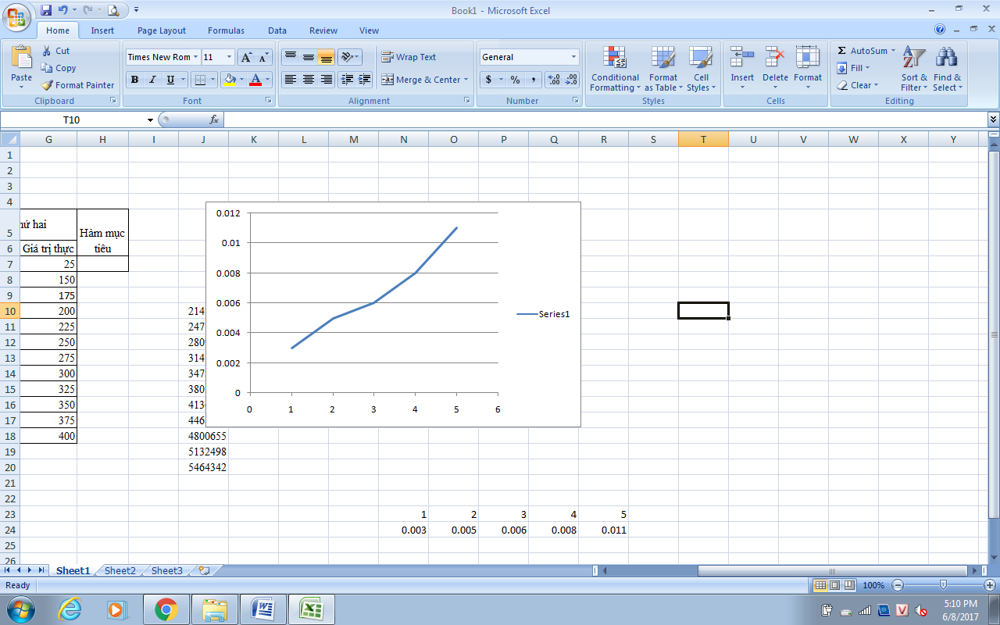 Book1 - Microsoft Excel
Home Insert Page Layout Formulas Data Review View
Cut
Copy
Format Painter
Paste
Clipboard
Times New Rom 11
B I U
Font
Wrap Text
Merge & Center
Alignment
General
$ % ,
Number
Conditional Formatting
Format as Table
Cell Styles
Styles
Insert
Delete
Format
Cells
AutoSum
Fill
Clear
Sort & Filter
Find & Select
Editing
T10
fx
G H I J K L M N O P Q R S T U V W X Y
1
2
3
4
5 hai Hàm mục
6 Giá trị thực tiêu
7 25
8 150
9 175
10 200 214
11 225 247
12 250 280
13 275 314
14 300 347
15 325 380
16 350 413
17 375 446
18 400 4800655
19 5132498
20 5464342
21
22
23 1 2 3 4 5
24 0.003 0.005 0.006 0.008 0.011
25
26
0.012
0.01
0.008
0.006
0.004
0.002
0
0 1 2 3 4 5 6
Series1
Sheet1 Sheet2 Sheet3
Ready
100%
5:10 PM
6/8/2017